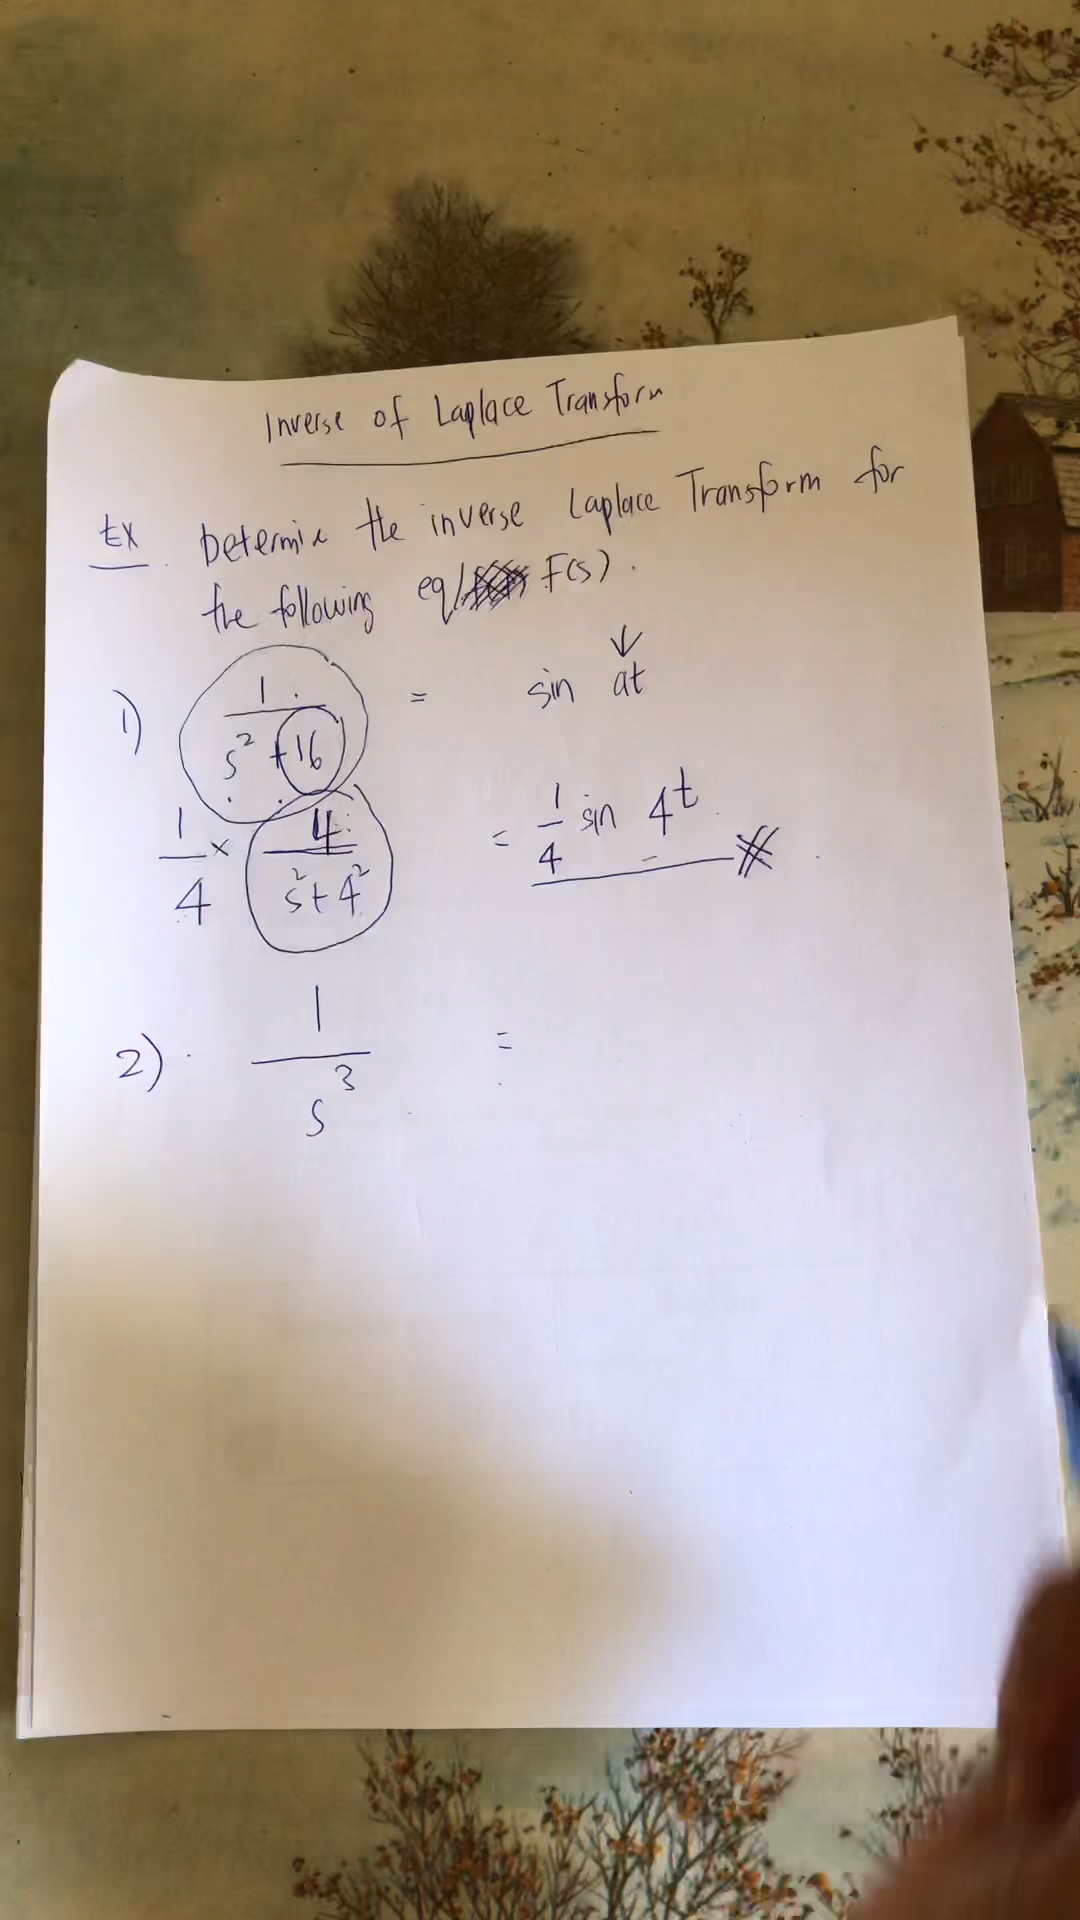 Inverse of Laplace Transform
Ex Determine the inverse Laplace Transform for
the following eq/ F(s).
1) 1/(s² + 16) = sin at
1/4 × 4/(s² + 4²) = 1/4 sin 4t
2) 1/s³ =